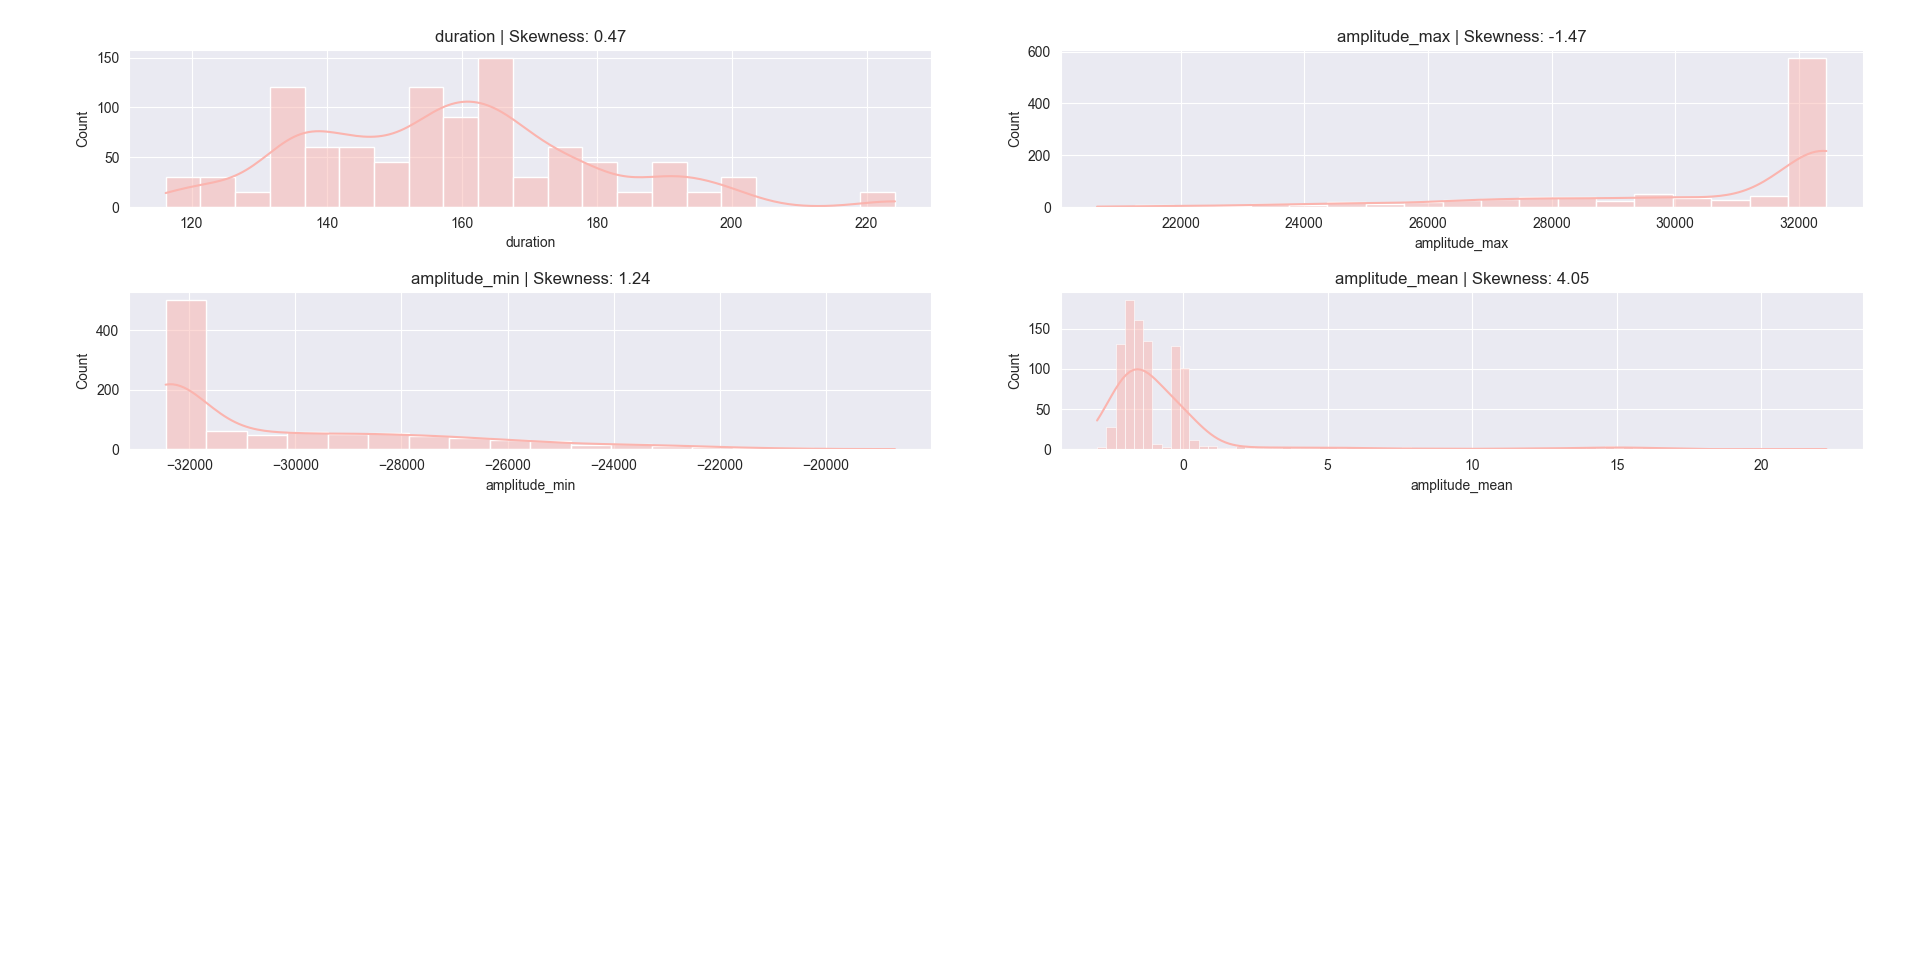 duration | Skewness: 0.47
150
100
50
0
Count
120 140 160 180 200 220
duration
amplitude_max | Skewness: -1.47
600
400
200
0
Count
22000 24000 26000 28000 30000 32000
amplitude_max
amplitude_min | Skewness: 1.24
400
200
0
Count
−32000 −30000 −28000 −26000 −24000 −22000 −20000
amplitude_min
amplitude_mean | Skewness: 4.05
150
100
50
0
Count
0 5 10 15 20
amplitude_mean